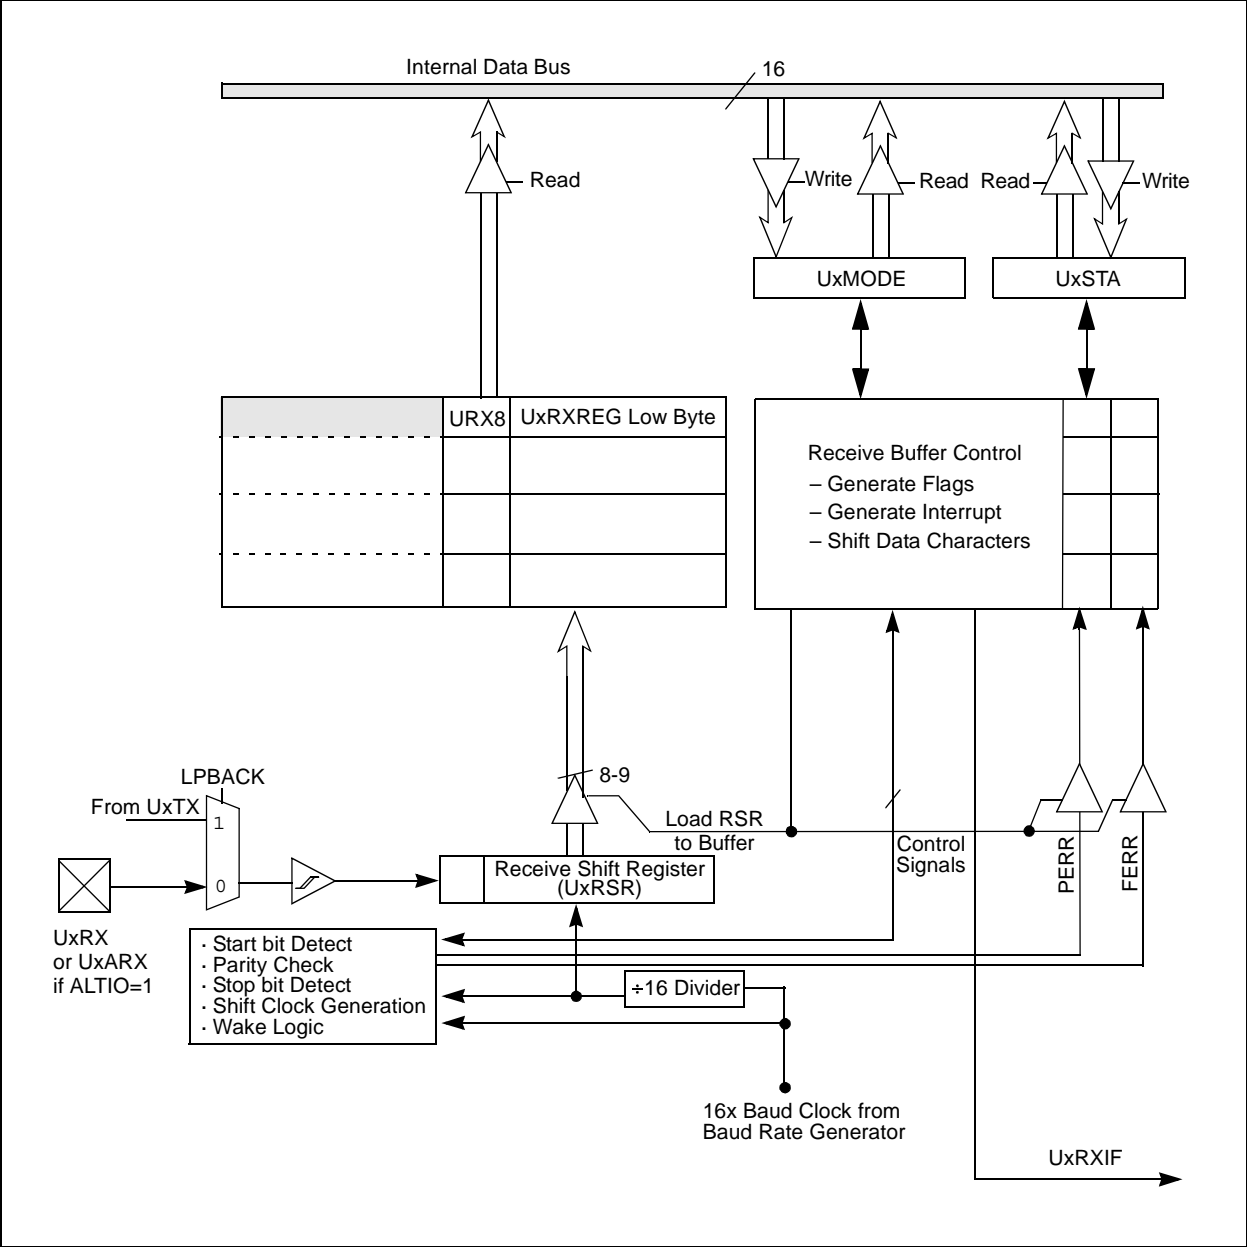 Internal Data Bus
16
Read
Write
Read
Read
Write
UxMODE
UxSTA
URX8
UxRXREG Low Byte
Receive Buffer Control
– Generate Flags
– Generate Interrupt
– Shift Data Characters
LPBACK
From UxTX
1
0
8-9
Load RSR
to Buffer
Control
Signals
PERR
FERR
Receive Shift Register
(UxRSR)
UxRX
or UxARX
if ALTIO=1
· Start bit Detect
· Parity Check
· Stop bit Detect
· Shift Clock Generation
· Wake Logic
÷16 Divider
16x Baud Clock from
Baud Rate Generator
UxRXIF